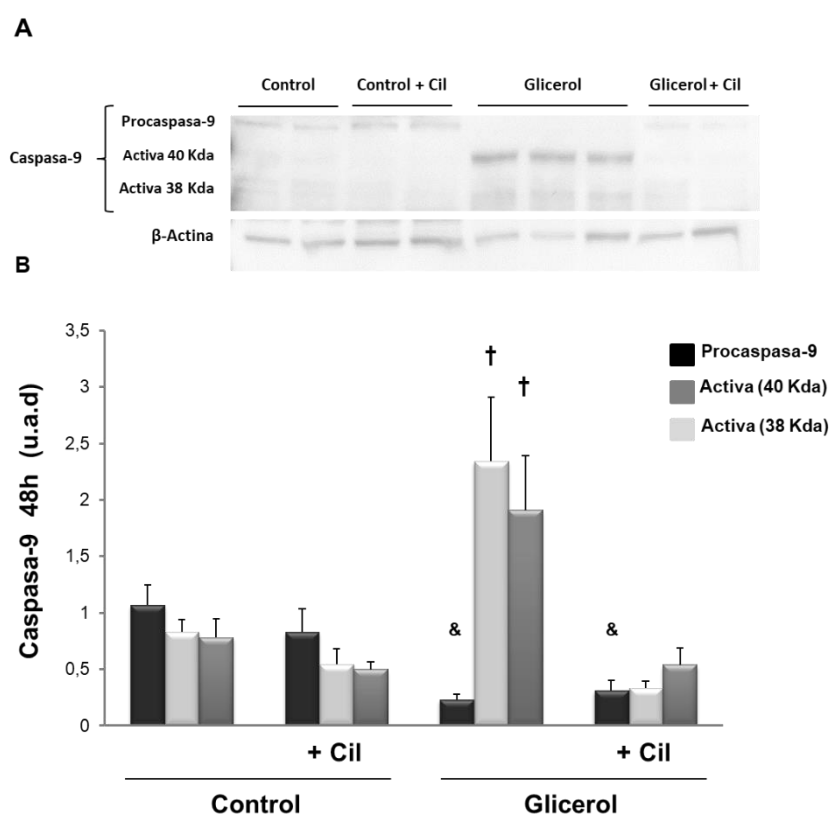 A
Control Control + Cil Glicerol Glicerol + Cil
Procaspasa-9
Caspasa-9 Activa 40 Kda
Activa 38 Kda
β-Actina
B
3,5
3
2,5
2
1,5
1
0,5
0
Caspasa-9 48h (u.a.d)
† †
& &
Procaspasa-9
Activa (40 Kda)
Activa (38 Kda)
+ Cil + Cil
Control Glicerol